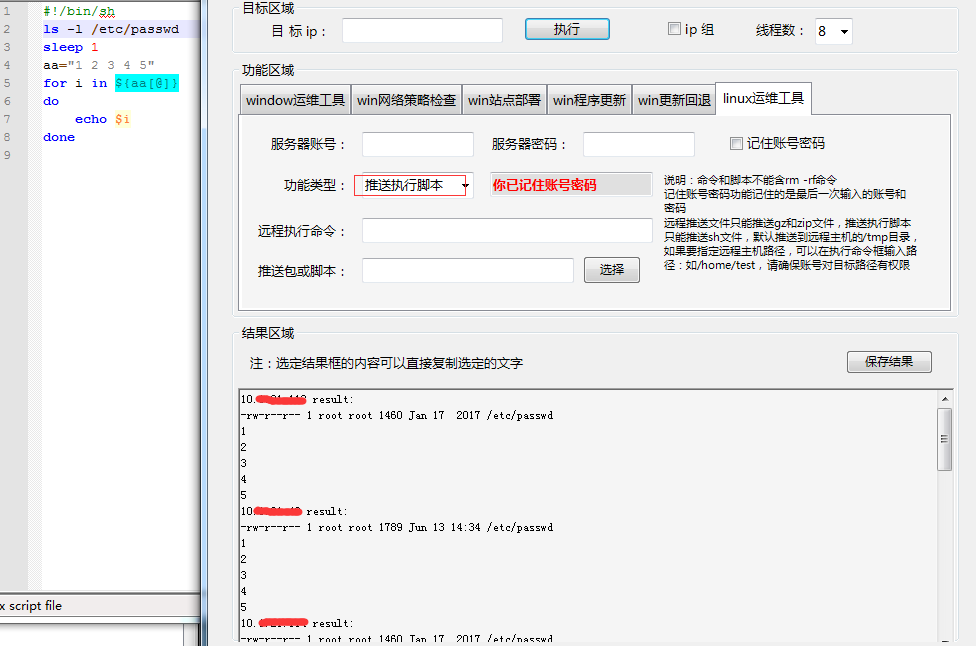 1 #!/bin/sh
2 ls -l /etc/passwd
3 sleep 1
4 aa="1 2 3 4 5"
5 for i in ${aa[@]}
6 do
7 echo $i
8 done
9
x script file
目标区域
目 标 ip： 执行 ip 组 线程数： 8
功能区域
window运维工具 win网络策略检查 win站点部署 win程序更新 win更新回退 linux运维工具
服务器账号： 服务器密码： 记住账号密码
功能类型： 推送执行脚本 你已记住账号密码
远程执行命令：
推送包或脚本： 选择
说明：命令和脚本不能含rm -rf命令
记住账号密码功能记住的是最后一次输入的账号和
密码
远程推送文件只能推送gz和zip文件，推送执行脚本
只能推送sh文件，默认推送到远程主机的/tmp目录，
如果要指定远程主机路径，可以在执行命令框输入路
径：如/home/test，请确保账号对目标路径有权限
结果区域
注：选定结果框的内容可以直接复制选定的文字 保存结果
10. result:
-rw-r--r-- 1 root root 1460 Jan 17  2017 /etc/passwd
1
2
3
4
5
10. result:
-rw-r--r-- 1 root root 1789 Jun 13 14:34 /etc/passwd
1
2
3
4
5
10. result:
-rw-r--r-- 1 root root 1460 Jan 17  2017 /etc/passwd